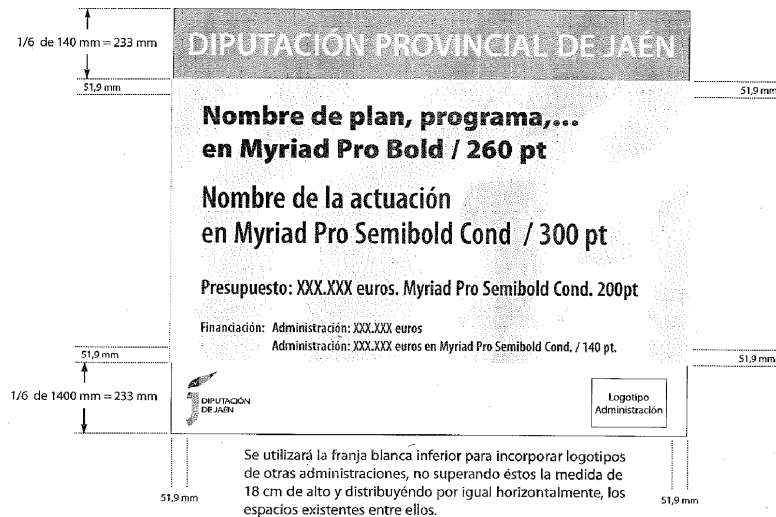 DIPUTACIÓN PROVINCIAL DE JAÉN
1/6 de 140 mm = 233 mm
51,9 mm
51,9 mm
Nombre de plan, programa,...
en Myriad Pro Bold / 260 pt
Nombre de la actuación
en Myriad Pro Semibold Cond / 300 pt
Presupuesto: XXX.XXX euros. Myriad Pro Semibold Cond. 200pt
Financiación: Administración: XXX.XXX euros
Administración: XXX.XXX euros en Myriad Pro Semibold Cond. / 140 pt.
51,9 mm
51,9 mm
1/6 de 1400 mm = 233 mm
DIPUTACIÓN
DE JAÉN
Logotipo
Administración
Se utilizará la franja blanca inferior para incorporar logotipos
de otras administraciones, no superando éstos la medida de
18 cm de alto y distribuyéndo por igual horizontalmente, los
espacios existentes entre ellos.
51,9 mm
51,9 mm